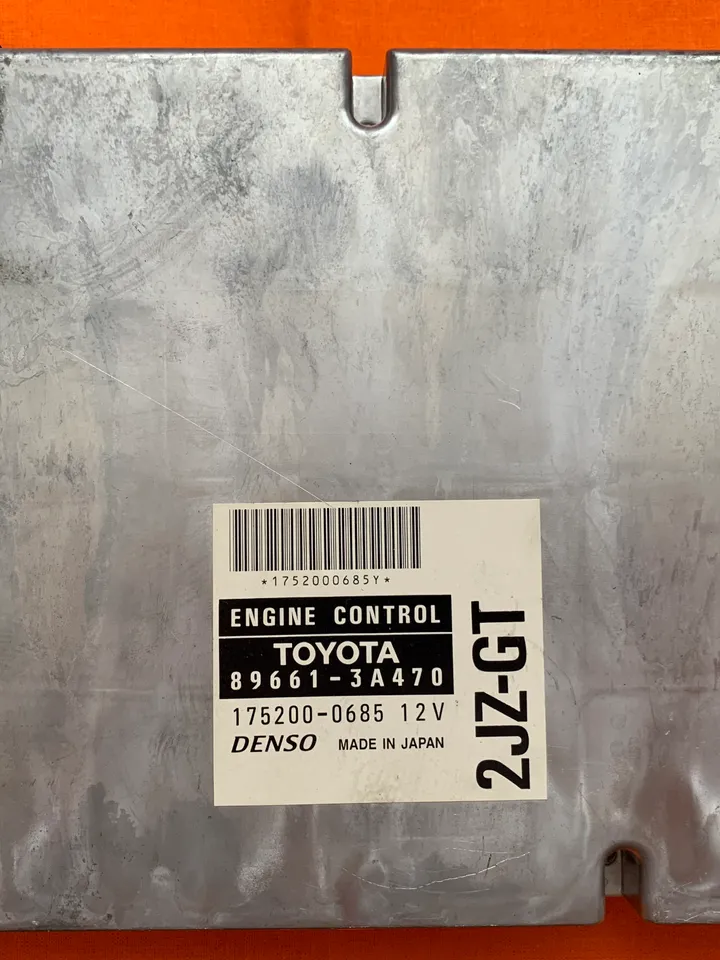 *1752000685Y*
ENGINE CONTROL
TOYOTA
89661-3A470
175200-0685 12V
DENSO MADE IN JAPAN
2JZ-GT